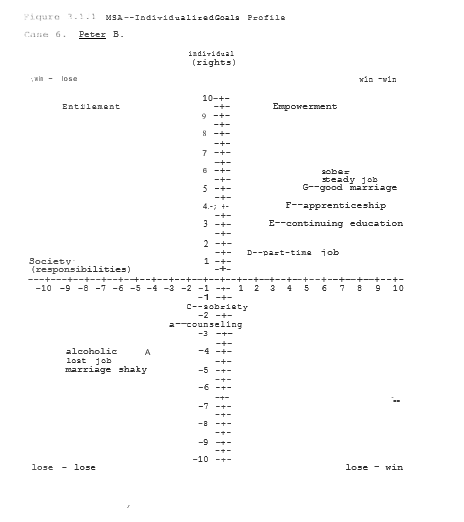 Figure 7.1.1 MSA--IndividualizedGoals Profile
Case 6. Peter B.
individual
(rights)
win - lose
win -win
Entitlement
Empowerment
10-+-
9 -+-
8 -+-
7 -+-
6 -+-
sober
steady job
5 -+-
G--good marriage
4 -+-
F--apprenticeship
3 -+-
E--continuing education
2 -+-
D--part-time job
Society
1 -+-
(responsibilities)
-10 -9 -8 -7 -6 -5 -4 -3 -2 -1 -+- 1 2 3 4 5 6 7 8 9 10
-1 -+-
C--sobriety
-2 -+-
a--counseling
-3 -+-
alcoholic A
-4 -+-
lost job
marriage shaky
-5 -+-
-6 -+-
-7 -+-
-8 -+-
-9 -+-
-10 -+-
lose - lose
lose - win